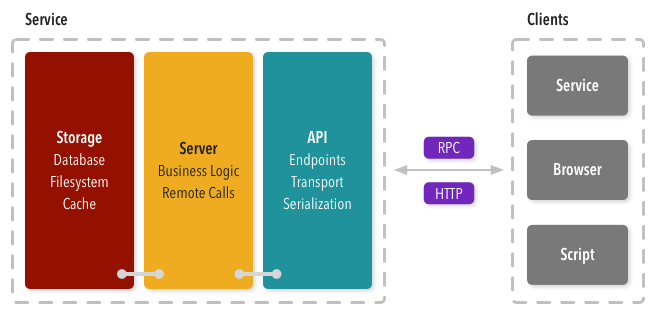 Service
Storage
Database
Filesystem
Cache
Server
Business Logic
Remote Calls
API
Endpoints
Transport
Serialization
RPC
HTTP
Clients
Service
Browser
Script